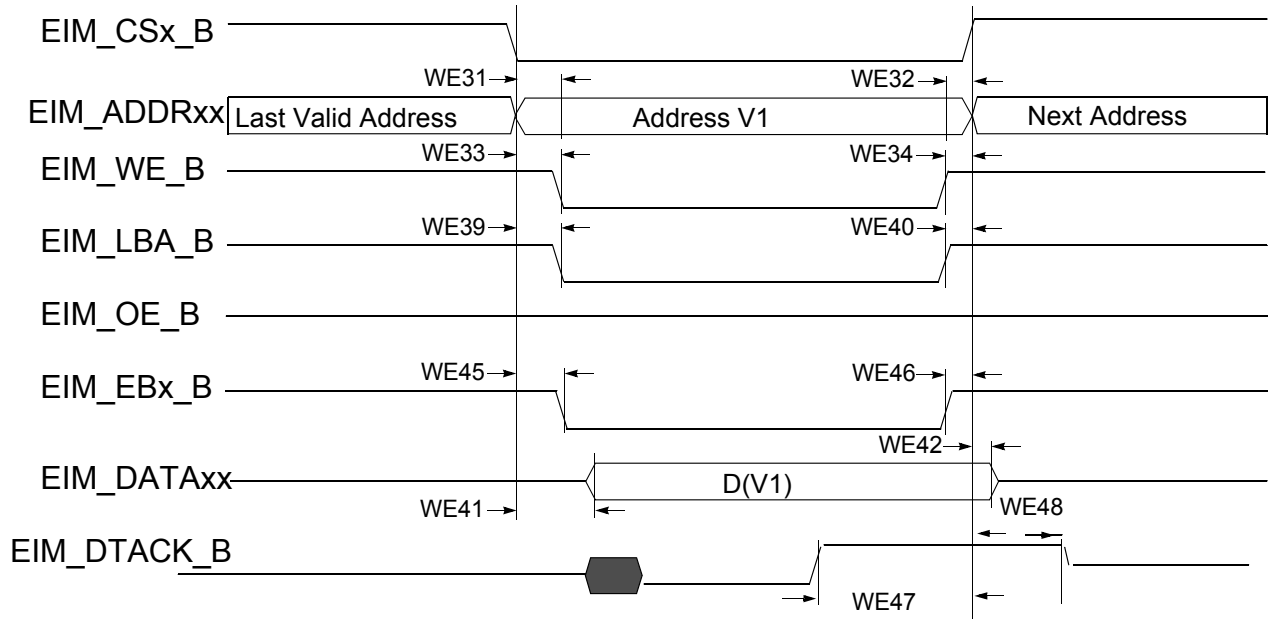 EIM_CSx_B
WE31
WE32
EIM_ADDRxx
Last Valid Address
Address V1
Next Address
WE33
WE34
EIM_WE_B
WE39
WE40
EIM_LBA_B
EIM_OE_B
WE45
WE46
EIM_EBx_B
WE42
EIM_DATAxx
D(V1)
WE41
WE48
EIM_DTACK_B
WE47